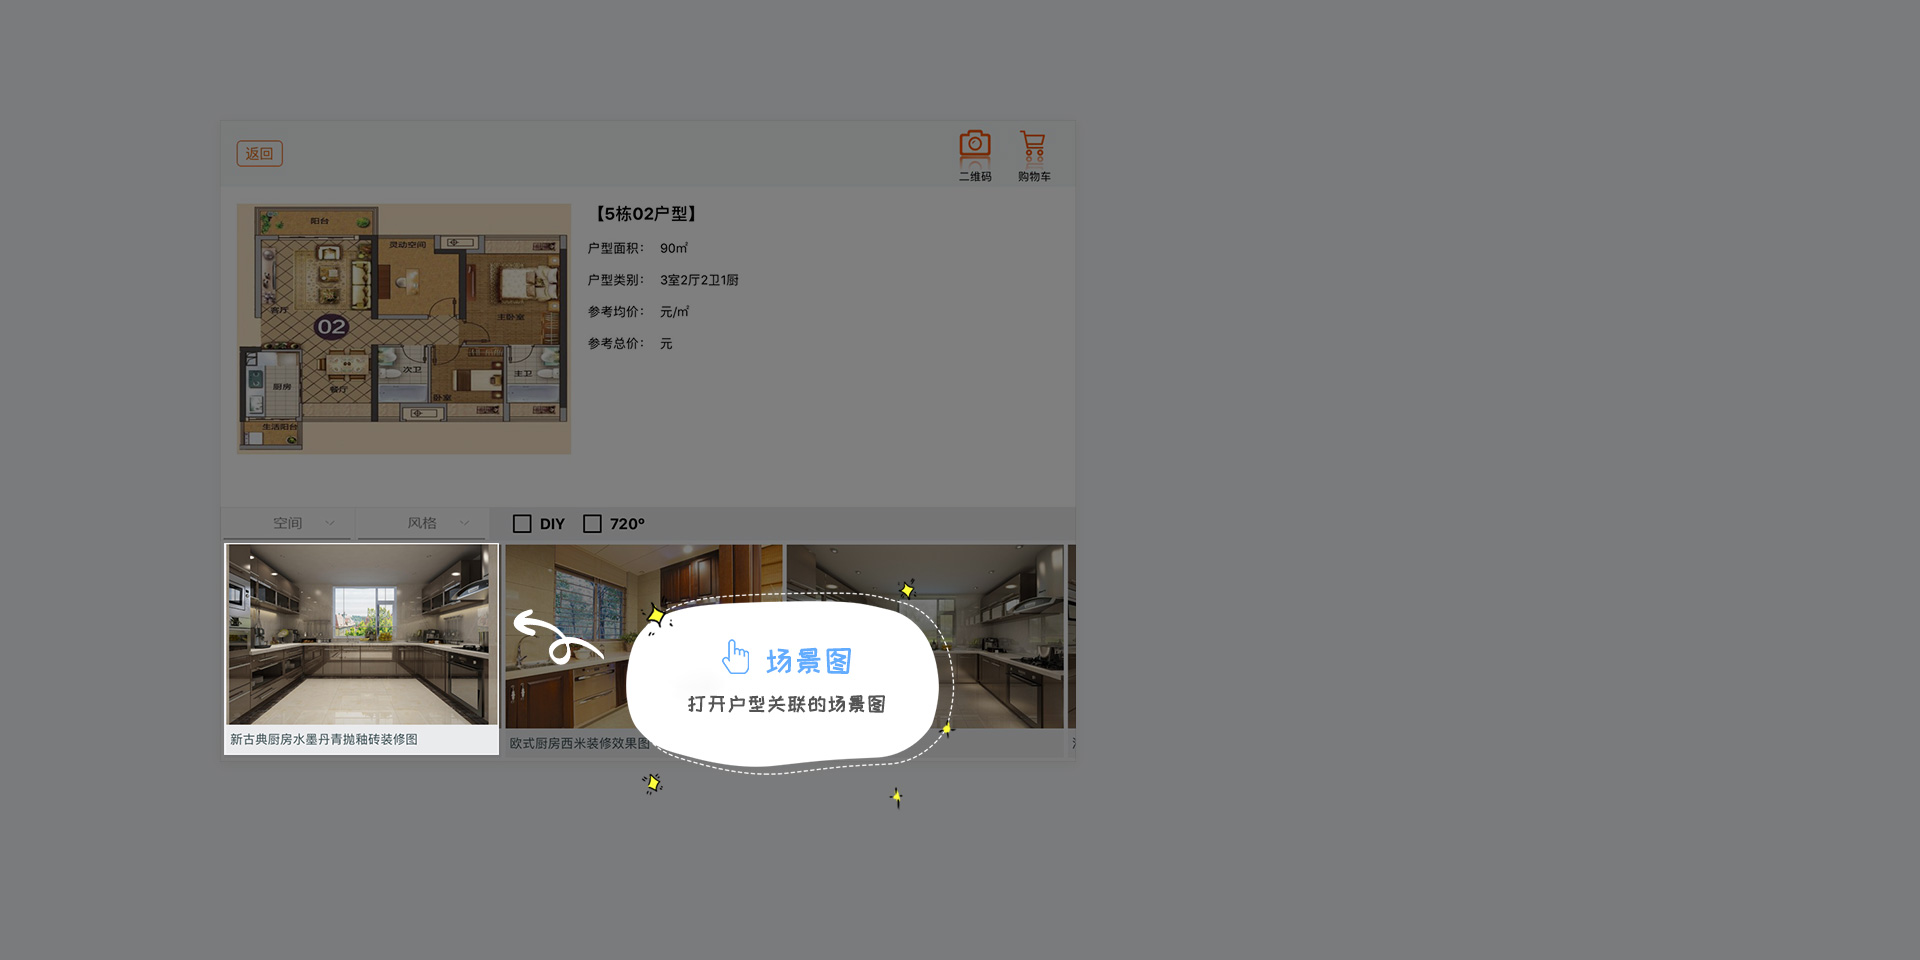 返回
二维码
购物车
阳台
灵动空间
客厅
主卧室
02
次卫
主卫
厨房
餐厅
卧室
生活阳台
【5栋02户型】
户型面积： 90㎡
户型类别： 3室2厅2卫1厨
参考均价： 元/㎡
参考总价： 元
空间
风格
DIY
720°
场景图
打开户型关联的场景图
新古典厨房水墨丹青抛釉砖装修图
欧式厨房西米装修效果图